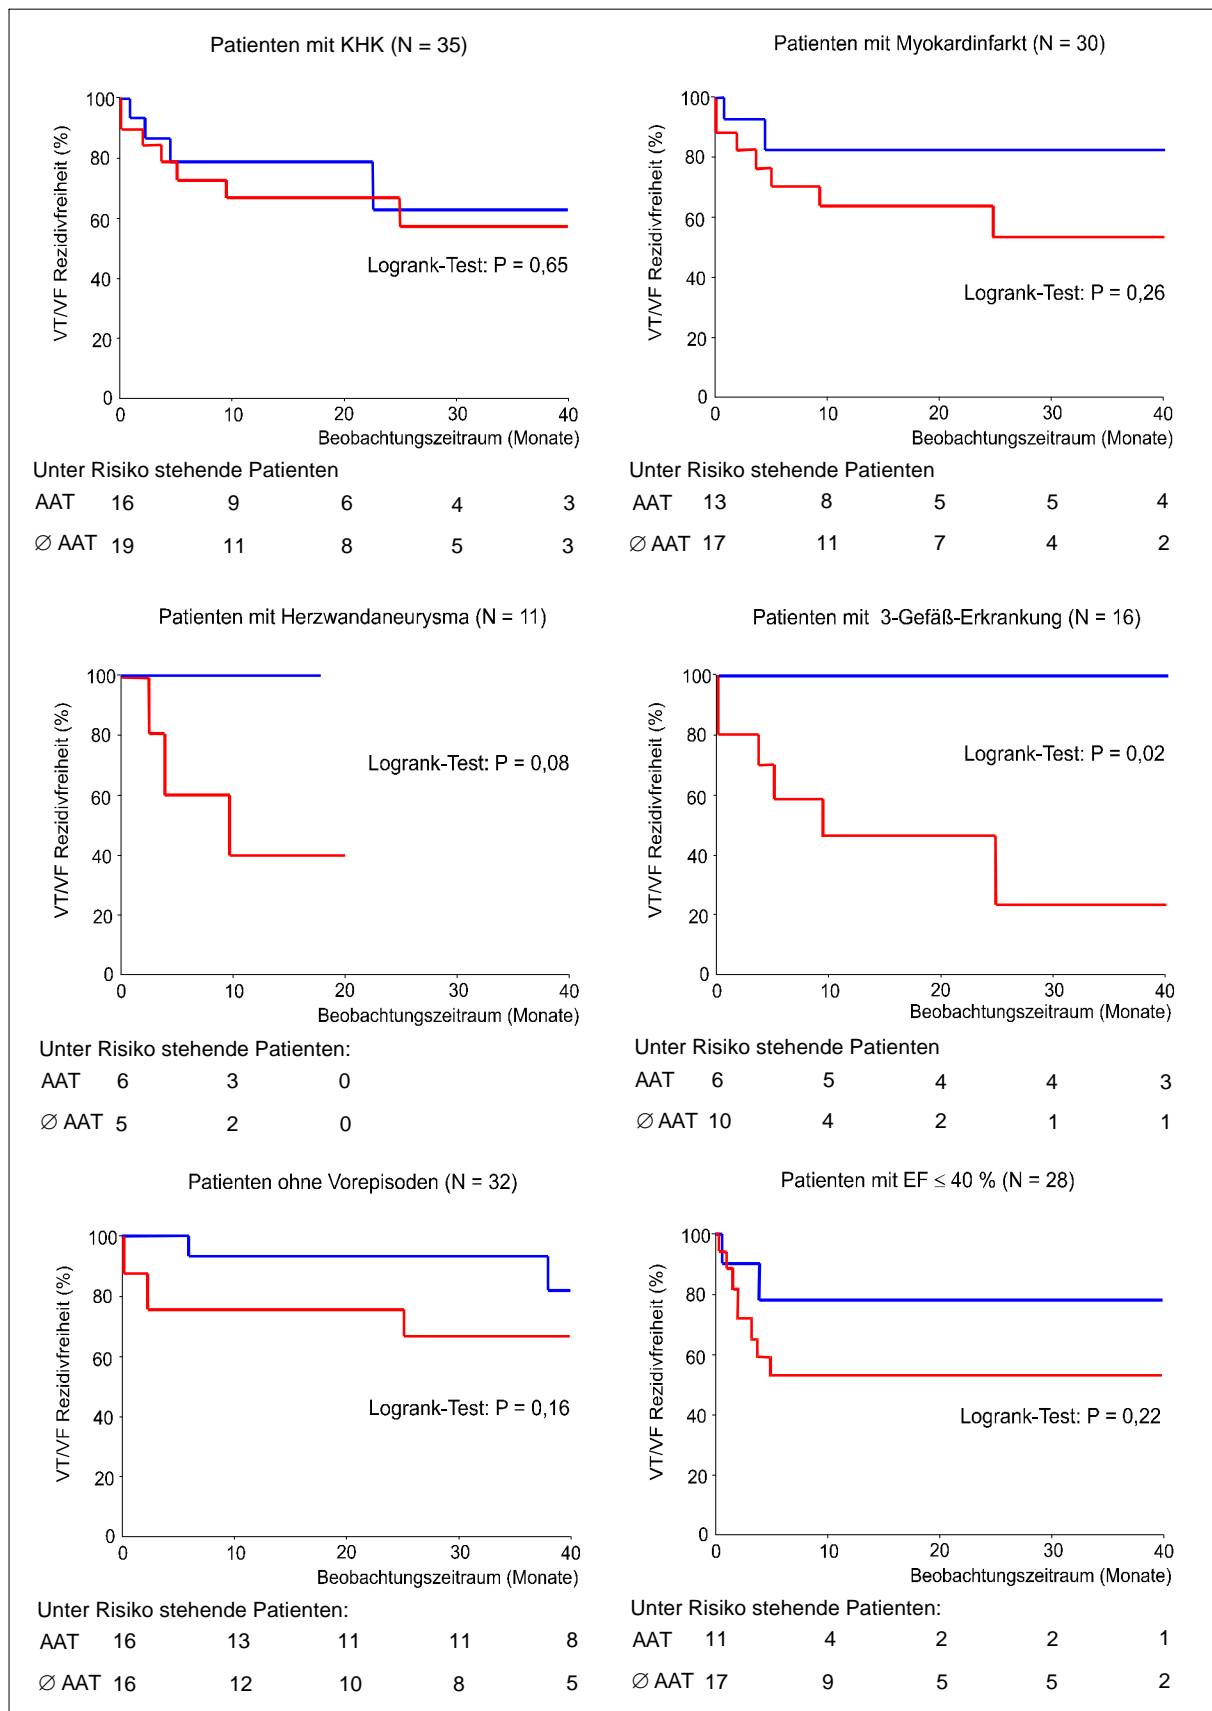 Patienten mit KHK (N = 35)
VT/VF Rezidivfreiheit (%)
100
80
60
40
20
0
Logrank-Test: P = 0,65
0 10 20 30 40
Beobachtungszeitraum (Monate)
Unter Risiko stehende Patienten
AAT 16 9 6 4 3
∅ AAT 19 11 8 5 3
Patienten mit Myokardinfarkt (N = 30)
VT/VF Rezidivfreiheit (%)
100
80
60
40
20
0
Logrank-Test: P = 0,26
0 10 20 30 40
Beobachtungszeitraum (Monate)
Unter Risiko stehende Patienten
AAT 13 8 5 5 4
∅ AAT 17 11 7 4 2
Patienten mit Herzwandaneurysma (N = 11)
VT/VF Rezidivfreiheit (%)
100
80
60
40
20
0
Logrank-Test: P = 0,08
0 10 20 30 40
Beobachtungszeitraum (Monate)
Unter Risiko stehende Patienten:
AAT 6 3 0
∅ AAT 5 2 0
Patienten mit 3-Gefäß-Erkrankung (N = 16)
VT/VF Rezidivfreiheit (%)
100
80
60
40
20
0
Logrank-Test: P = 0,02
0 10 20 30 40
Beobachtungszeitraum (Monate)
Unter Risiko stehende Patienten
AAT 6 5 4 4 3
∅ AAT 10 4 2 1 1
Patienten ohne Vorepisoden (N = 32)
VT/VF Rezidivfreiheit (%)
100
80
60
40
20
0
Logrank-Test: P = 0,16
0 10 20 30 40
Beobachtungszeitraum (Monate)
Unter Risiko stehende Patienten:
AAT 16 13 11 11 8
∅ AAT 16 12 10 8 5
Patienten mit EF ≤ 40 % (N = 28)
VT/VF Rezidivfreiheit (%)
100
80
60
40
20
0
Logrank-Test: P = 0,22
0 10 20 30 40
Beobachtungszeitraum (Monate)
Unter Risiko stehende Patienten:
AAT 11 4 2 2 1
∅ AAT 17 9 5 5 2